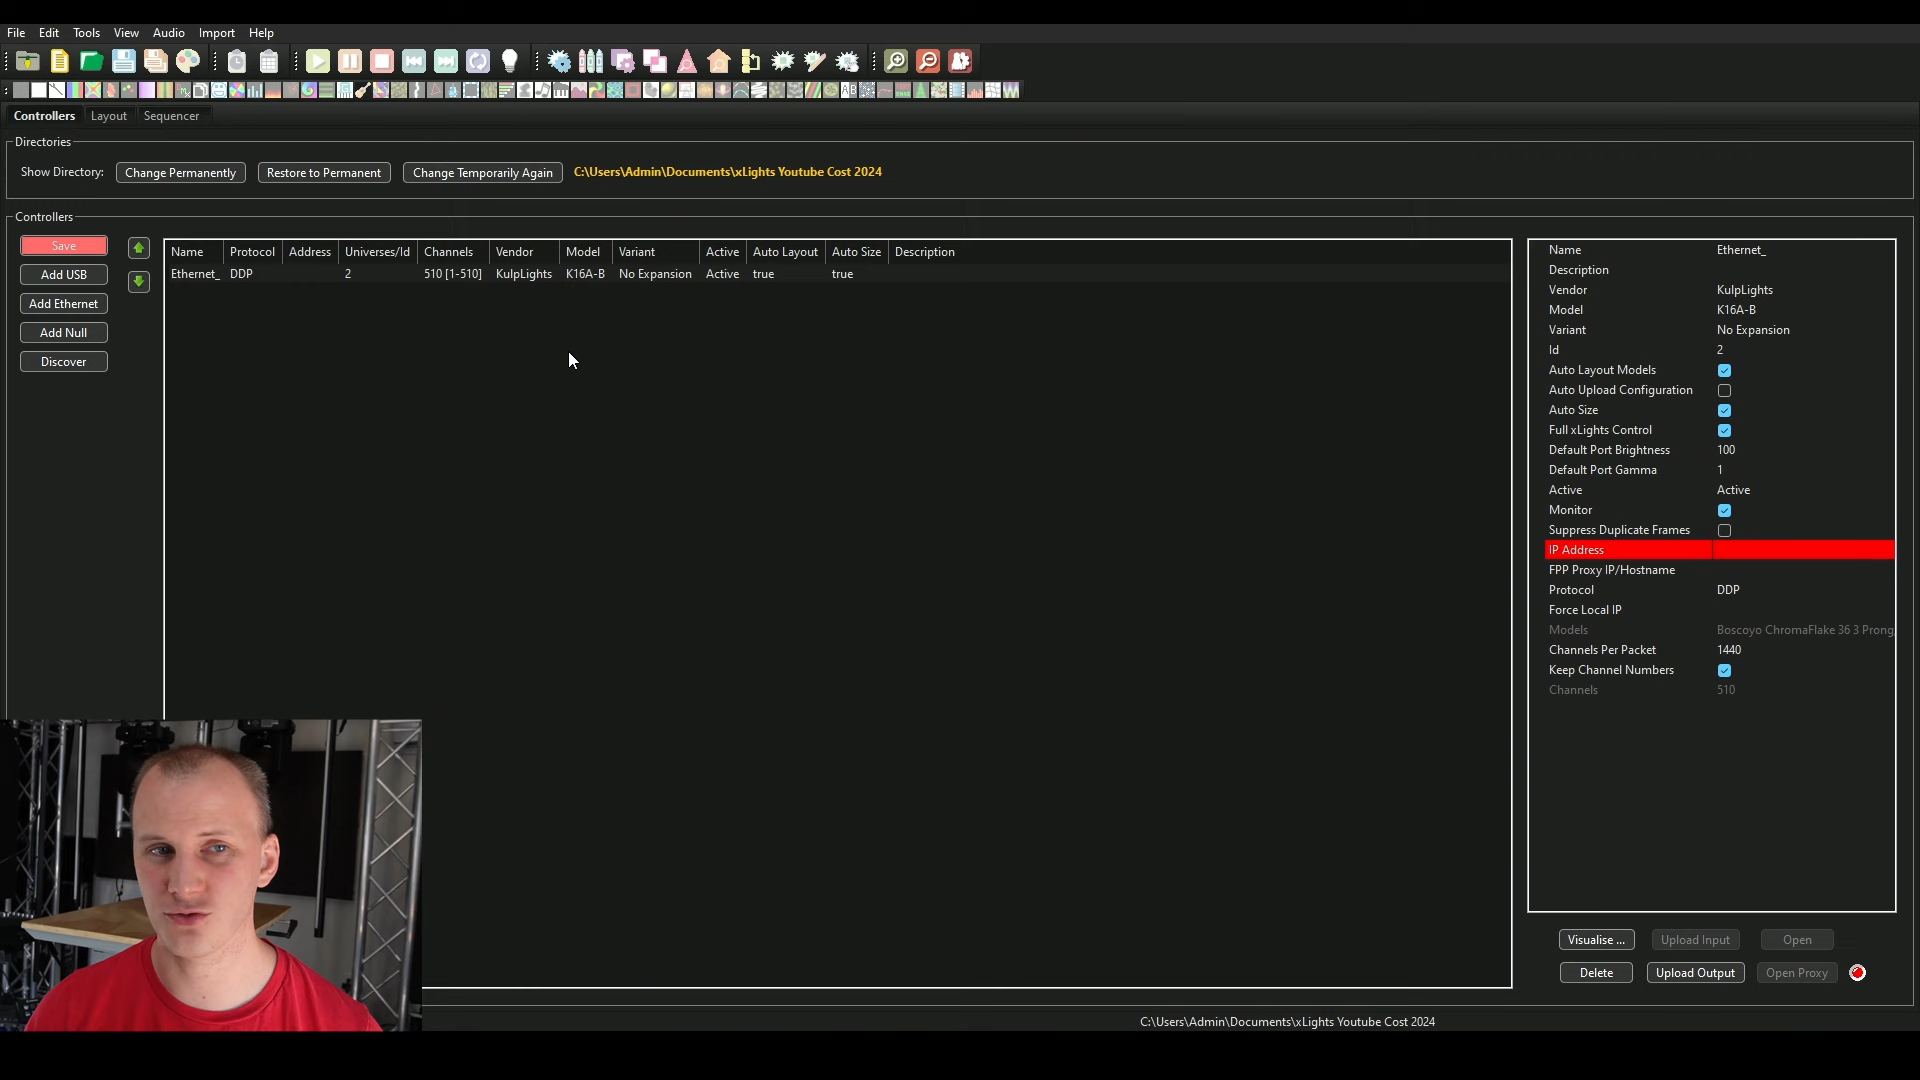 File Edit Tools View Audio Import Help
Controllers Layout Sequencer
Directories
Show Directory: Change Permanently Restore to Permanent Change Temporarily Again C:\Users\Admin\Documents\xLights Youtube Cost 2024
Controllers
Save
Add USB
Add Ethernet
Add Null
Discover
Name Protocol Address Universes/Id Channels Vendor Model Variant Active Auto Layout Auto Size Description
Ethernet_ DDP 2 510 [1-510] KulpLights K16A-B No Expansion Active true true
Name Ethernet_
Description
Vendor KulpLights
Model K16A-B
Variant No Expansion
Id 2
Auto Layout Models
Auto Upload Configuration
Auto Size
Full xLights Control
Default Port Brightness 100
Default Port Gamma 1
Active Active
Monitor
Suppress Duplicate Frames
IP Address
FPP Proxy IP/Hostname
Protocol DDP
Force Local IP
Models Boscoyo ChromaFlake 36 3 Prong,
Channels Per Packet 1440
Keep Channel Numbers
Channels 510
Visualise ... Upload Input Open
Delete Upload Output Open Proxy
C:\Users\Admin\Documents\xLights Youtube Cost 2024